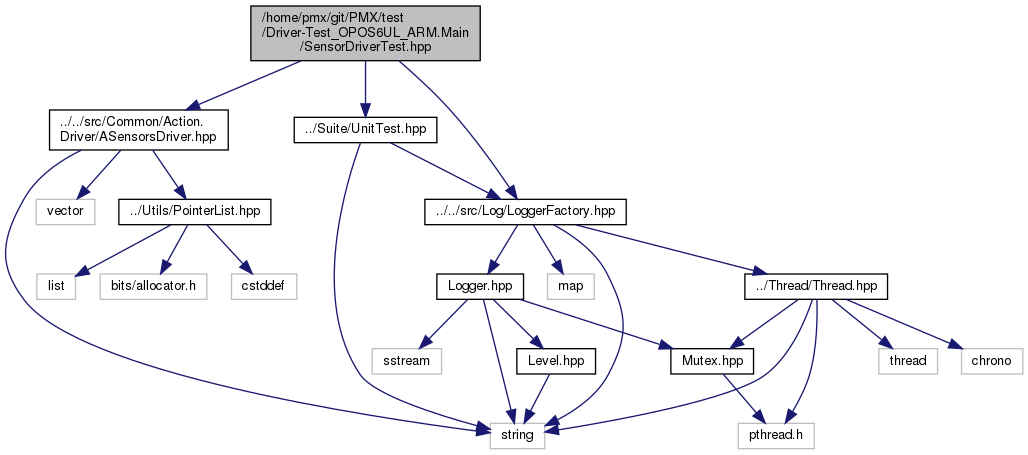 /home/pmx/git/PMX/test
/Driver-Test_OPOS6UL_ARM.Main
/SensorDriverTest.hpp
../../src/Common/Action.
Driver/ASensorsDriver.hpp
../Suite/UnitTest.hpp
vector
../Utils/PointerList.hpp
../../src/Log/LoggerFactory.hpp
list
bits/allocator.h
cstddef
Logger.hpp
map
../Thread/Thread.hpp
sstream
Level.hpp
Mutex.hpp
thread
chrono
string
pthread.h